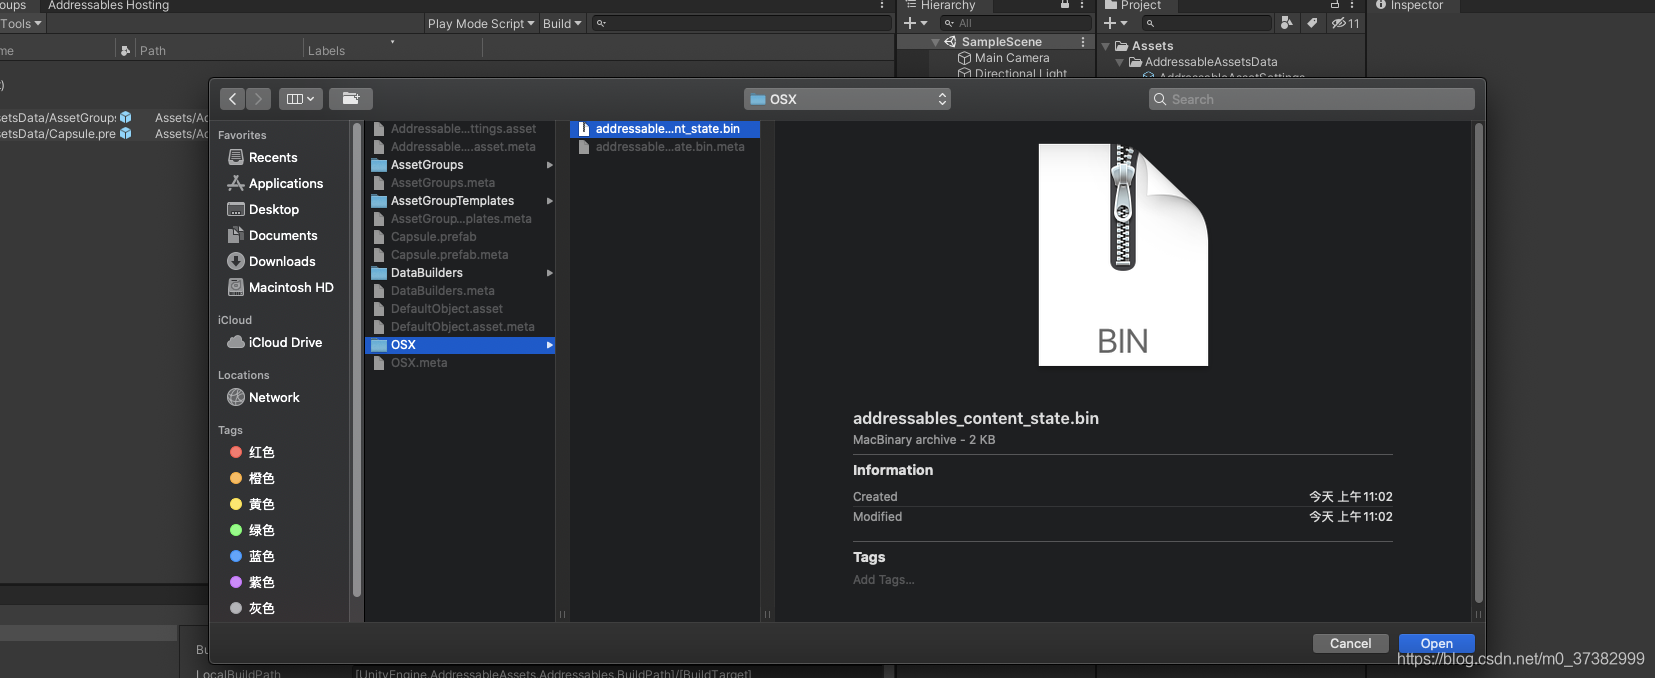 oups
Addressables Hosting
Tools
Play Mode Script
Build
me
Path
Labels
Hierarchy
All
SampleScene
Main Camera
Directional Light
Project
11
Assets
AddressableAssetsData
AddressableAssetSettings
Inspector
setsData/AssetGroup:
Assets/Ad
setsData/Capsule.pre
Assets/Ad
OSX
Search
Favorites
Recents
Applications
Desktop
Documents
Downloads
Macintosh HD
iCloud
iCloud Drive
Locations
Network
Tags
红色
橙色
黄色
绿色
蓝色
紫色
灰色
Addressable...ttings.asset
Addressable....asset.meta
AssetGroups
AssetGroups.meta
AssetGroupTemplates
AssetGroup...plates.meta
Capsule.prefab
Capsule.prefab.meta
DataBuilders
DataBuilders.meta
DefaultObject.asset
DefaultObject.asset.meta
OSX
OSX.meta
addressable...nt_state.bin
addressable...ate.bin.meta
BIN
addressables_content_state.bin
MacBinary archive - 2 KB
Information
Created 今天 上午11:02
Modified 今天 上午11:02
Tags
Add Tags...
Cancel
Open
Bu
LocalBuildPath
[UnityEngine.AddressableAssets.Addressables.BuildPath]/[BuildTarget]
https://blog.csdn.net/m0_37382999